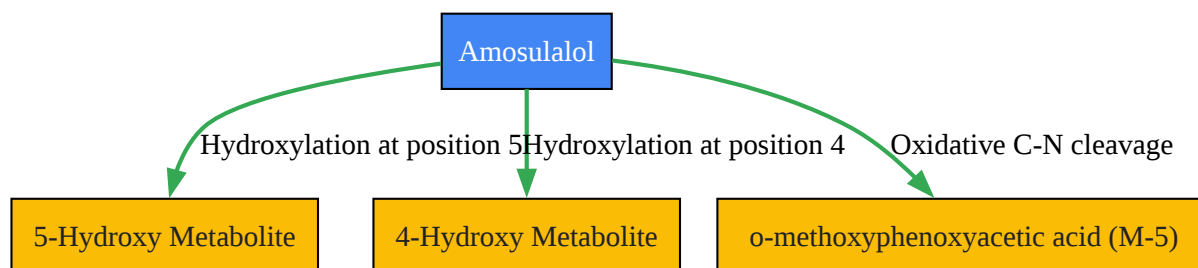 Amosulalol
Hydroxylation at position 5
Hydroxylation at position 4
Oxidative C-N cleavage
5-Hydroxy Metabolite
4-Hydroxy Metabolite
o-methoxyphenoxyacetic acid (M-5)